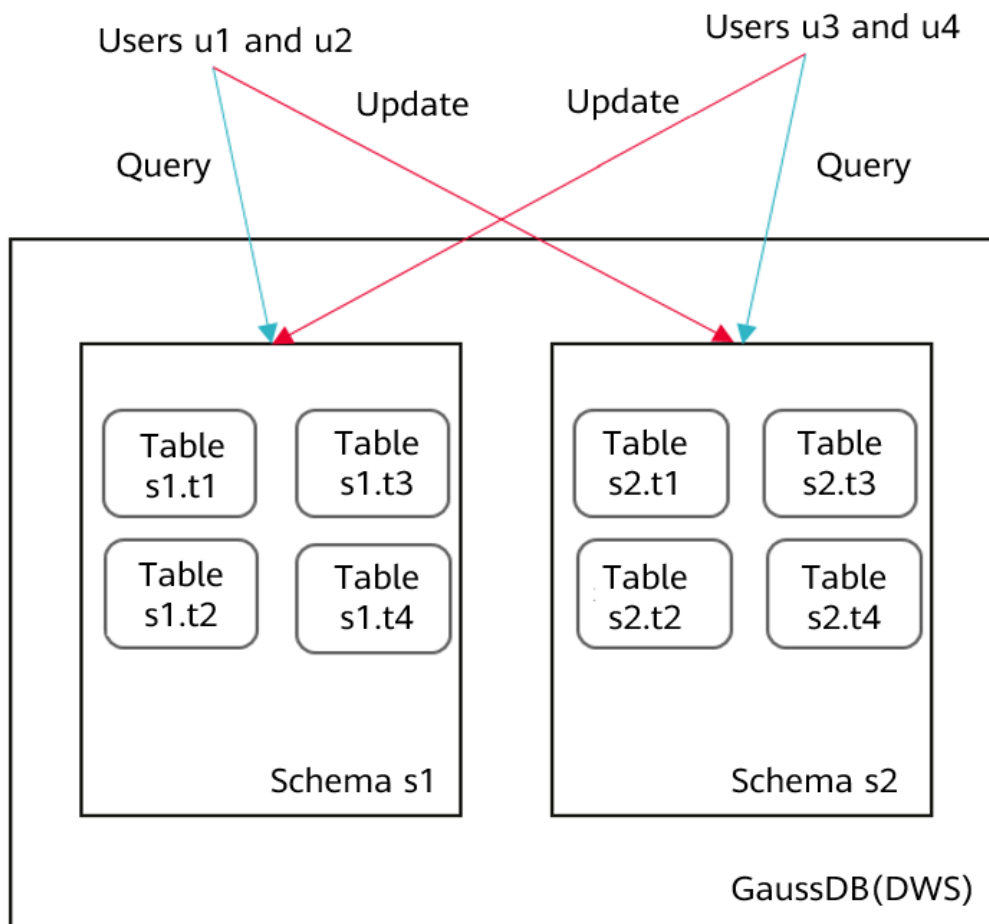 Users u1 and u2
Users u3 and u4
Update
Update
Query
Query
Table
s1.t1
Table
s1.t3
Table
s2.t1
Table
s2.t3
Table
s1.t2
Table
s1.t4
Table
s2.t2
Table
s2.t4
Schema s1
Schema s2
GaussDB(DWS)